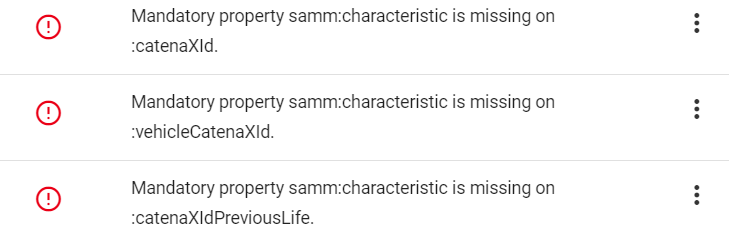 Mandatory property samm:characteristic is missing on
:catenaXId.
Mandatory property samm:characteristic is missing on
:vehicleCatenaXId.
Mandatory property samm:characteristic is missing on
:catenaXIdPreviousLife.